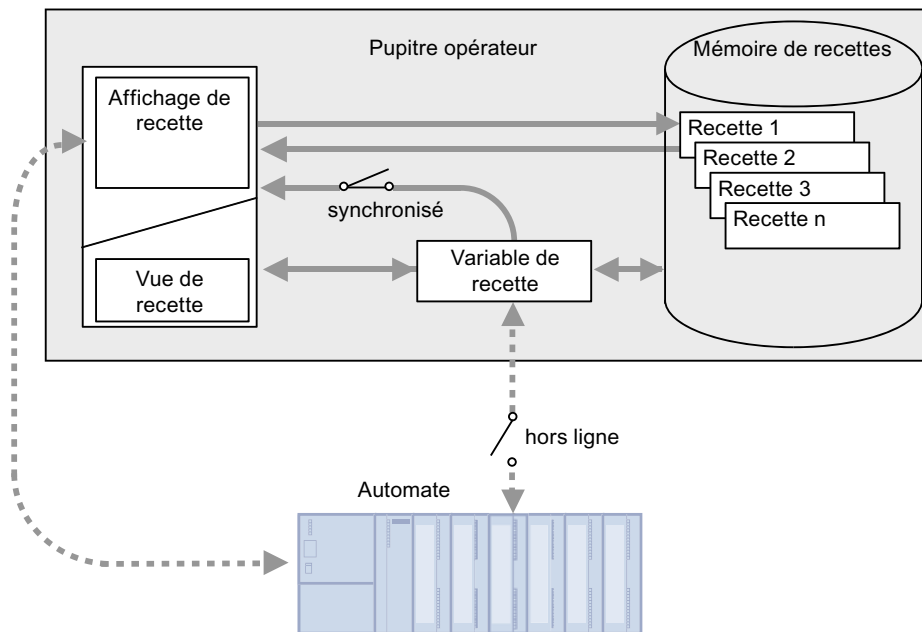 Pupitre opérateur
Mémoire de recettes
Affichage de
recette
Recette 1
Recette 2
Recette 3
Recette n
synchronisé
Variable de
recette
Vue de
recette
hors ligne
Automate